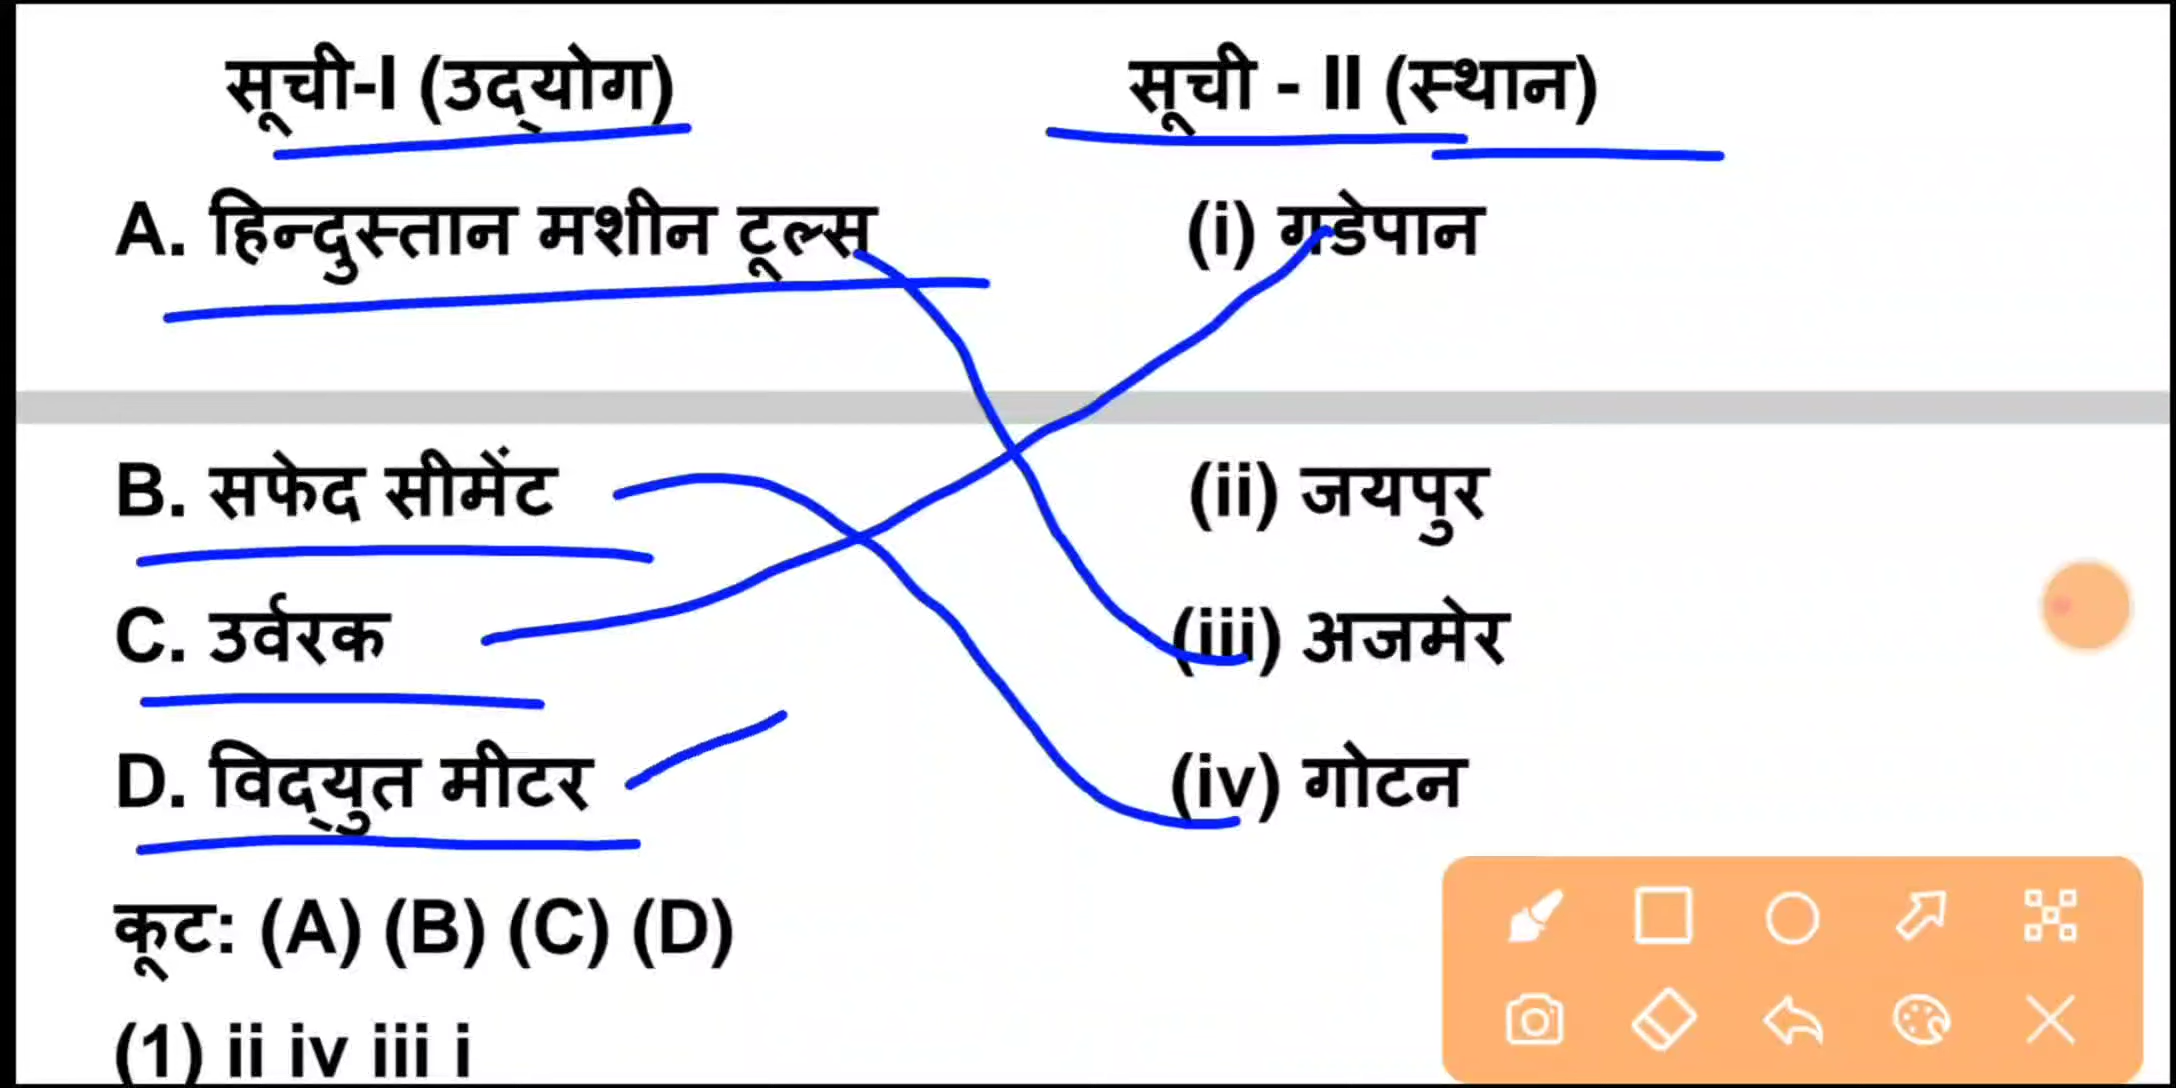 सूची-I (उद्योग) सूची - II (स्थान)
A. हिन्दुस्तान मशीन टूल्स (i) गडेपान
B. सफेद सीमेंट (ii) जयपुर
C. उर्वरक (iii) अजमेर
D. विद्युत मीटर (iv) गोटन
कूट: (A) (B) (C) (D)
(1) ii iv iii i